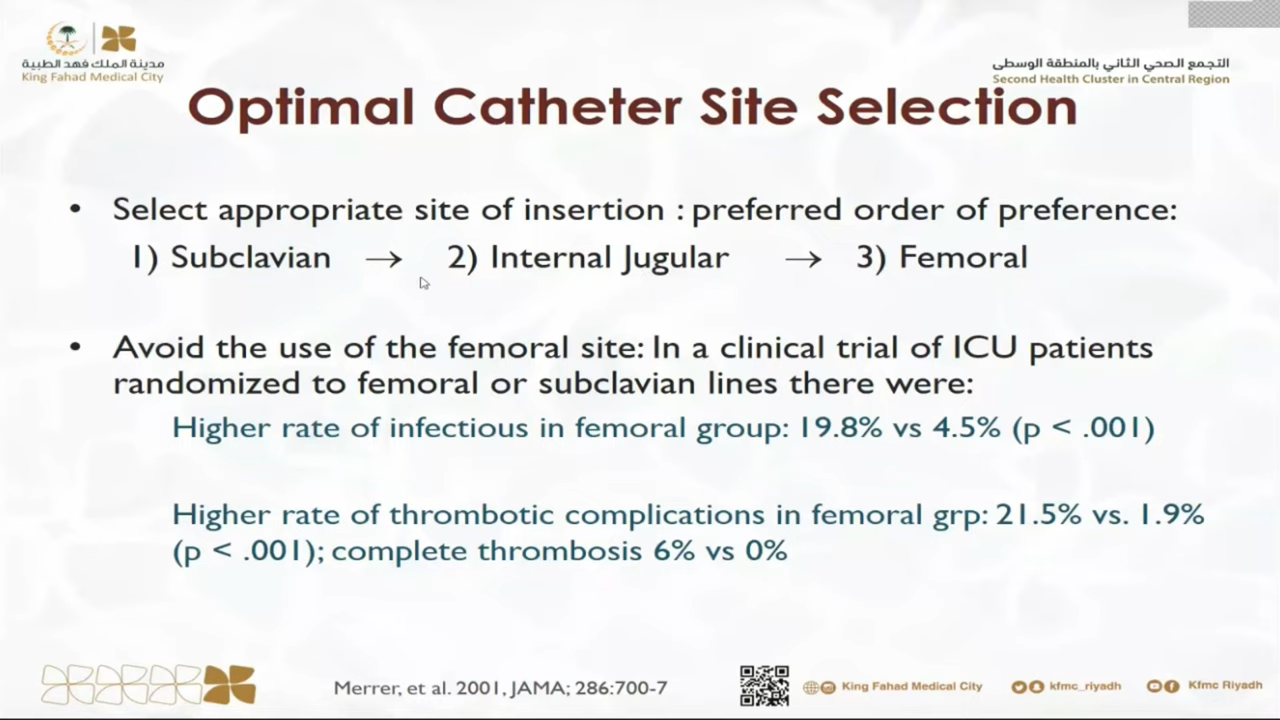 مدينة الملك فهد الطبية
King Fahad Medical City
التجمع الصحي الثاني بالمنطقة الوسطى
Second Health Cluster in Central Region
Optimal Catheter Site Selection
• Select appropriate site of insertion : preferred order of preference:
1) Subclavian → 2) Internal Jugular → 3) Femoral
• Avoid the use of the femoral site: In a clinical trial of ICU patients
randomized to femoral or subclavian lines there were:
Higher rate of infectious in femoral group: 19.8% vs 4.5% (p < .001)
Higher rate of thrombotic complications in femoral grp: 21.5% vs. 1.9%
(p < .001); complete thrombosis 6% vs 0%
Merrer, et al. 2001, JAMA; 286:700-7
King Fahad Medical City
kfmc_riyadh
Kfmc Riyadh